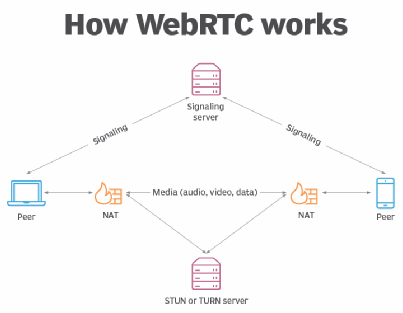 How WebRTC works
Signaling
server
Signaling
Signaling
Media (audio, video, data)
Peer
NAT
NAT
Peer
STUN or TURN server